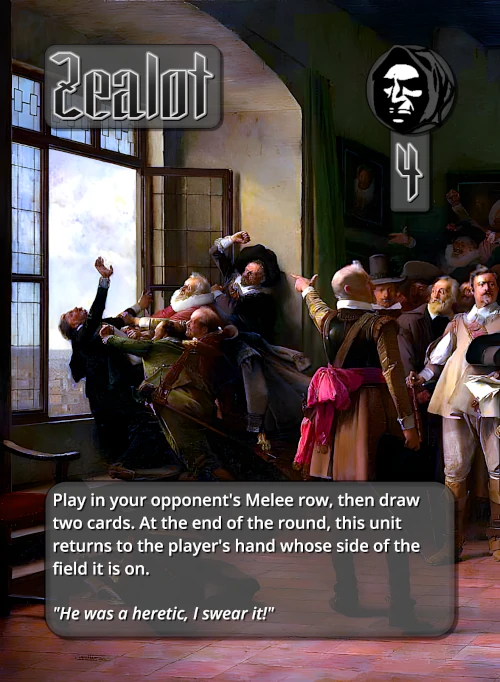 Zealot
4
Play in your opponent's Melee row, then draw
two cards. At the end of the round, this unit
returns to the player's hand whose side of the
field it is on.
"He was a heretic, I swear it!"